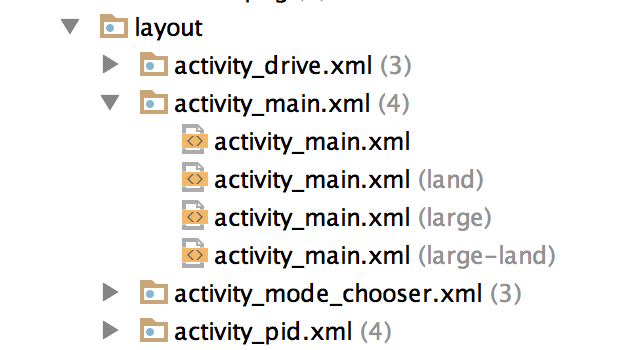 layout
activity_drive.xml (3)
activity_main.xml (4)
activity_main.xml
activity_main.xml (land)
activity_main.xml (large)
activity_main.xml (large-land)
activity_mode_chooser.xml (3)
activity_pid.xml (4)